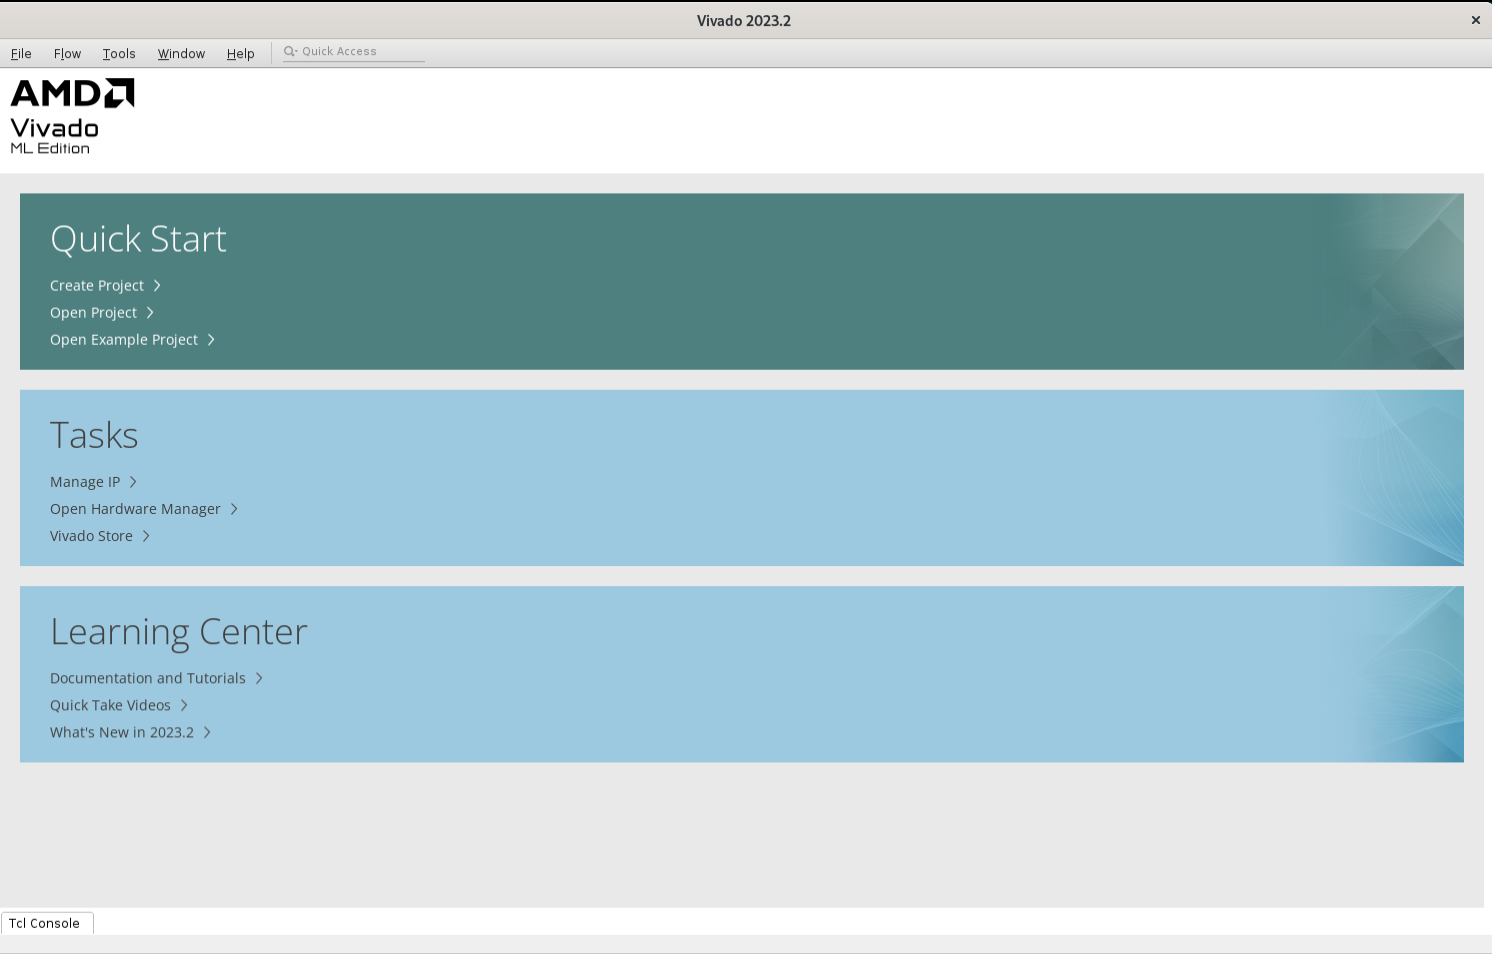 Vivado 2023.2
File Flow Tools Window Help Quick Access
AMD
Vivado
ML Edition
Quick Start
Create Project
Open Project
Open Example Project
Tasks
Manage IP
Open Hardware Manager
Vivado Store
Learning Center
Documentation and Tutorials
Quick Take Videos
What's New in 2023.2
Tcl Console